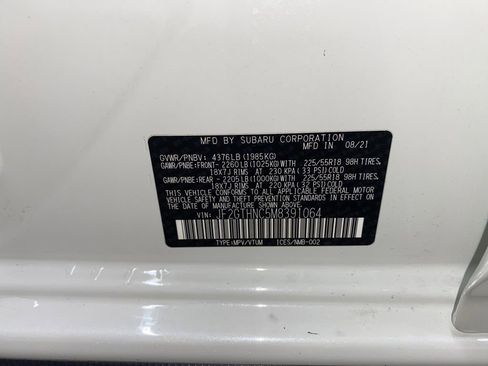 MFD BY SUBARU CORPORATION
MFD. IN 08/21
GVWR/PNBV: 4376LB(1985KG)
GAWR/PNBE:FRONT- 2260LB(1025KG)WITH 225/55R18 98H TIRES,
18X7J RIMS AT 230 KPA(33 PSI)COLD
GAWR/PNBE:REAR - 2205LB(1000KG)WITH 225/55R18 98H TIRES,
18X7J RIMS AT 220 KPA(32 PSI)COLD
THIS VEHICLE CONFORMS TO ALL APPLICABLE FEDERAL MOTOR
VEHICLE SAFETY STANDARDS IN EFFECT ON THE
DATE OF MANUFACTURE SHOWN ABOVE.
VIN: JF2GTHNC5M8391064
TYPE:MPV/VTUM ICES/NMB-002